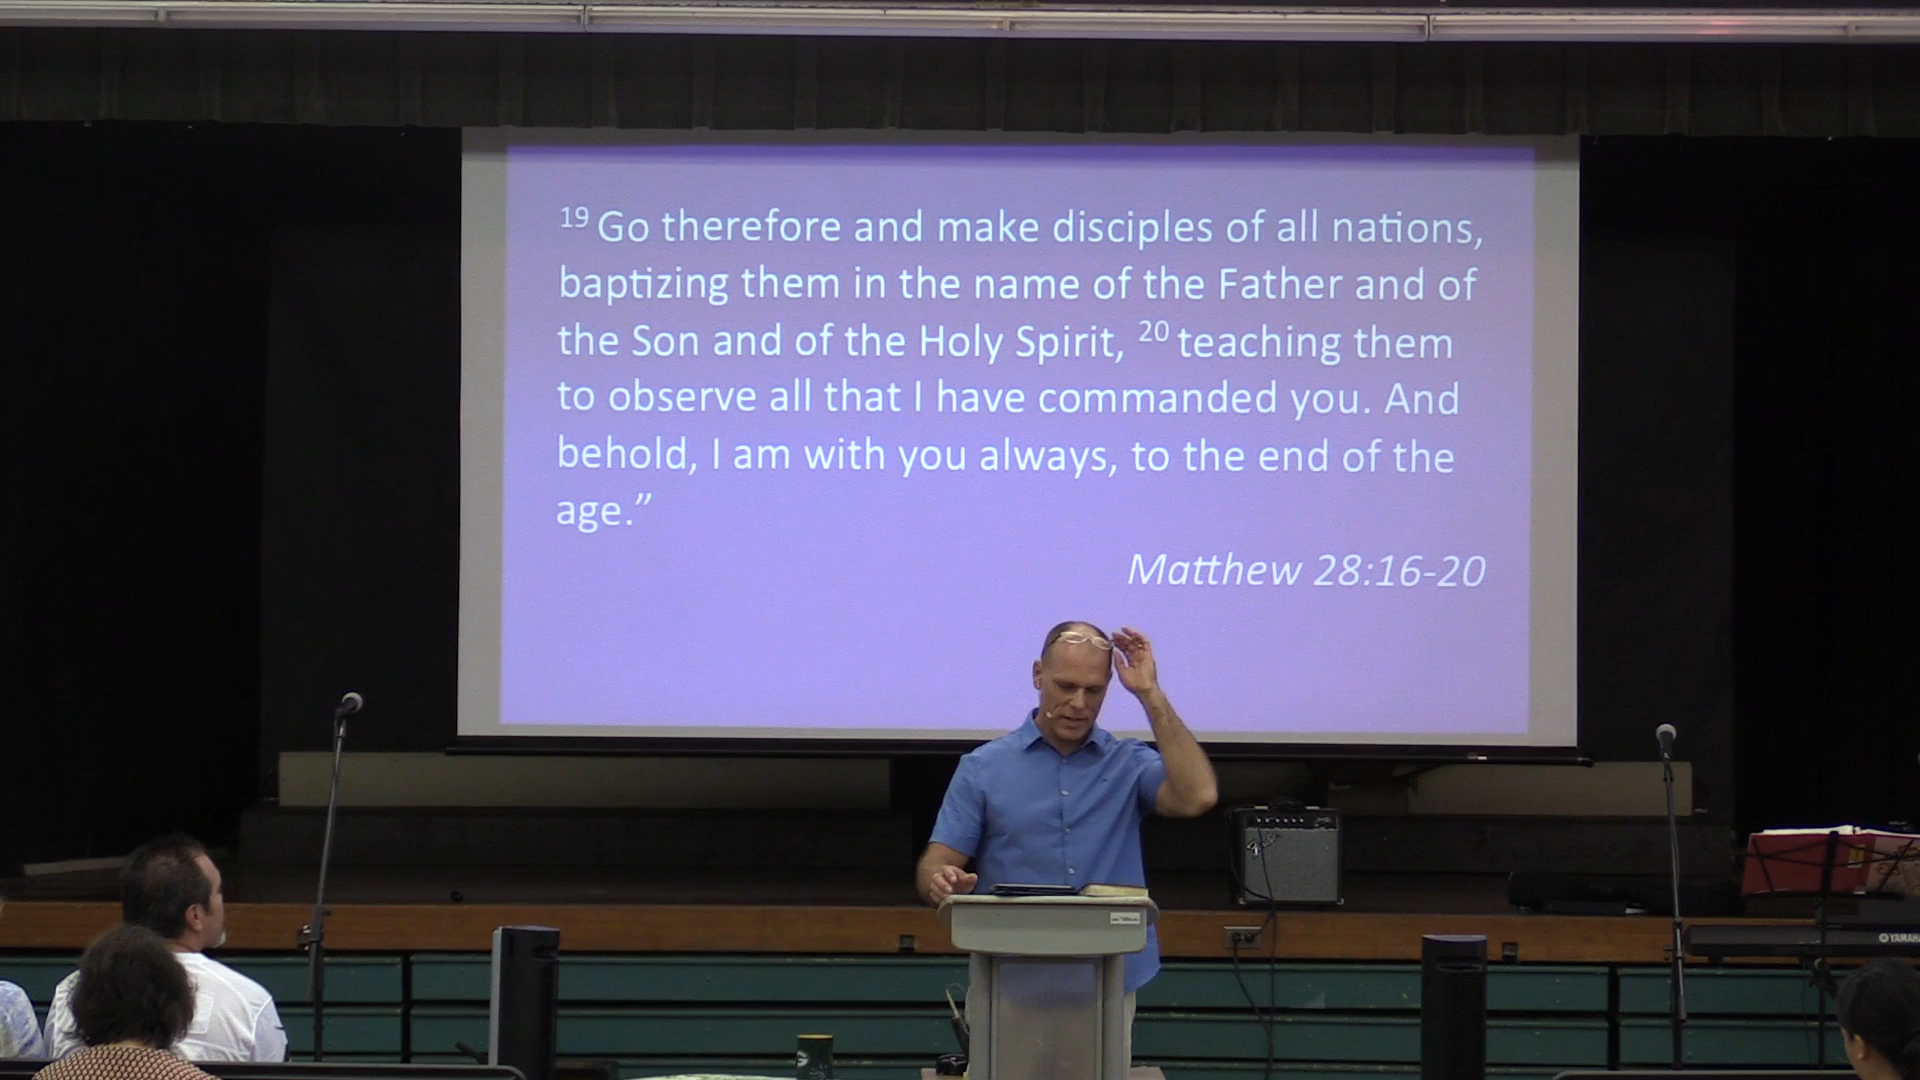 19 Go therefore and make disciples of all nations,
baptizing them in the name of the Father and of
the Son and of the Holy Spirit, 20 teaching them
to observe all that I have commanded you. And
behold, I am with you always, to the end of the
age.”
Matthew 28:16-20
Fender
YAMAHA
G